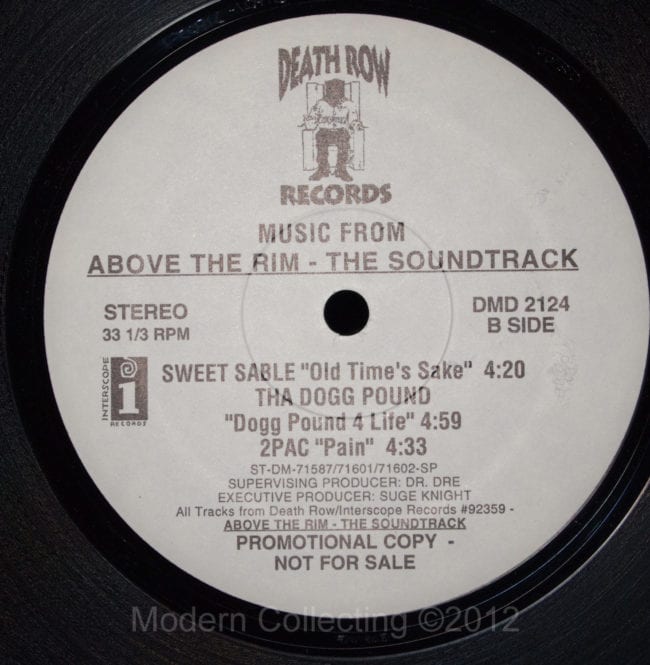 DEATH ROW
RECORDS
MUSIC FROM
ABOVE THE RIM - THE SOUNDTRACK
STEREO
33 1/3 RPM
DMD 2124
B SIDE
INTERSCOPE
RECORDS
SWEET SABLE "Old Time's Sake" 4:20
THA DOGG POUND
"Dogg Pound 4 Life" 4:59
2PAC "Pain" 4:33
ST-DM-71587/71601/71602-SP
SUPERVISING PRODUCER: DR. DRE
EXECUTIVE PRODUCER: SUGE KNIGHT
All Tracks from Death Row/Interscope Records #92359 -
ABOVE THE RIM - THE SOUNDTRACK
PROMOTIONAL COPY -
NOT FOR SALE
Modern Collecting ©2012